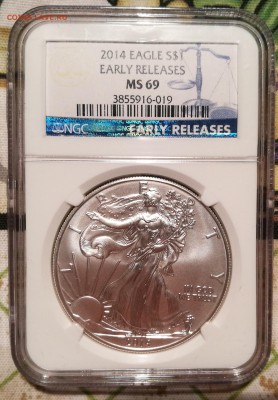 2014 EAGLE S$1
EARLY RELEASES
MS 69
3855916-019
NGC EARLY RELEASES
LIBERTY
IN GOD
WE TRUST